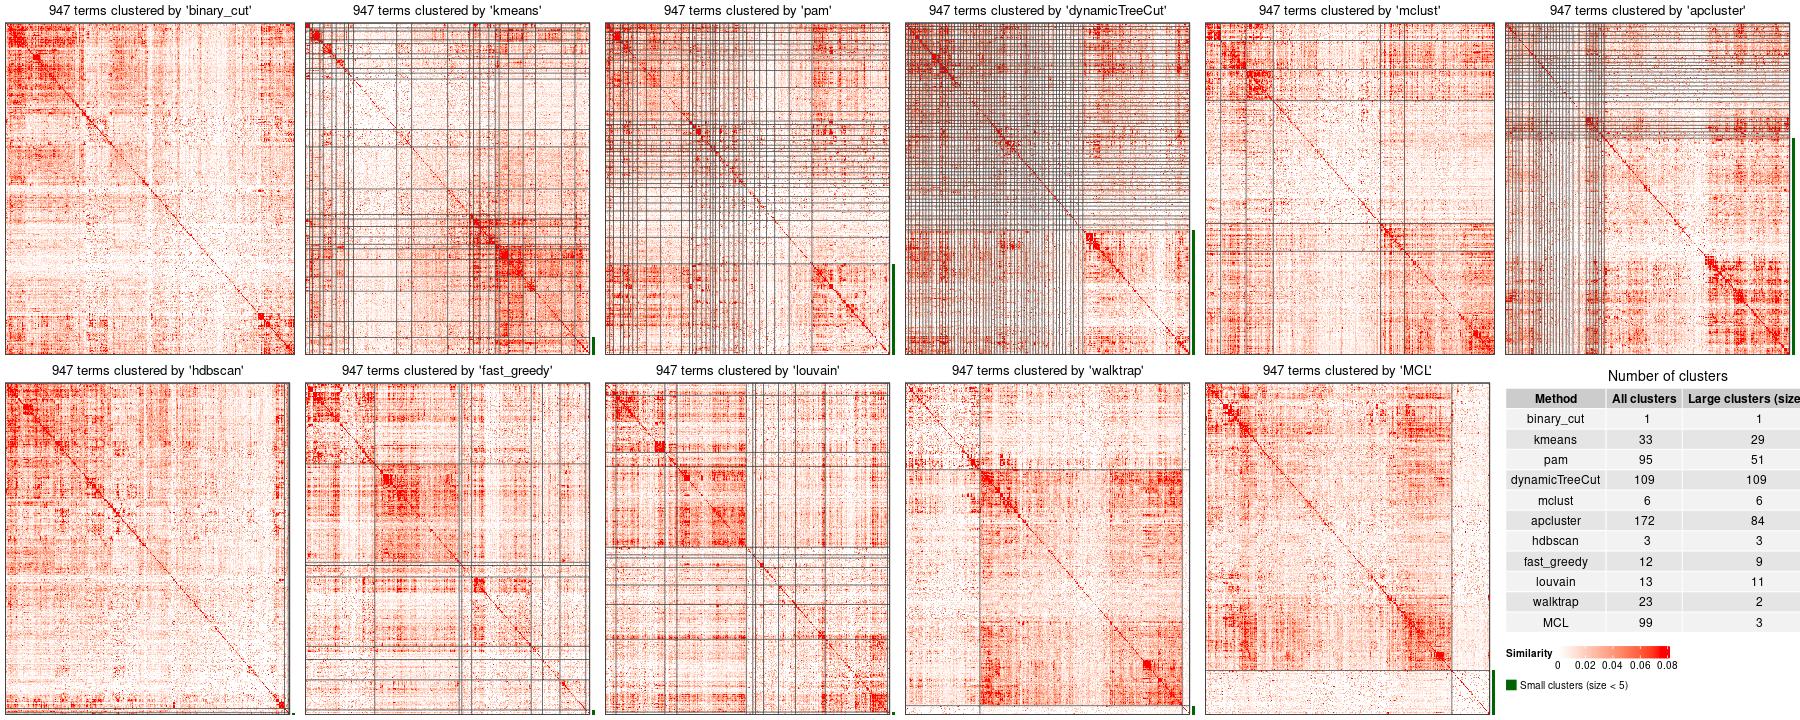 947 terms clustered by 'binary_cut'
947 terms clustered by 'kmeans'
947 terms clustered by 'pam'
947 terms clustered by 'dynamicTreeCut'
947 terms clustered by 'mclust'
947 terms clustered by 'apcluster'
947 terms clustered by 'hdbscan'
947 terms clustered by 'fast_greedy'
947 terms clustered by 'louvain'
947 terms clustered by 'walktrap'
947 terms clustered by 'MCL'
Number of clusters
Method All clusters Large clusters (size
binary_cut 1 1
kmeans 33 29
pam 95 51
dynamicTreeCut 109 109
mclust 6 6
apcluster 172 84
hdbscan 3 3
fast_greedy 12 9
louvain 13 11
walktrap 23 2
MCL 99 3
Similarity
0 0.02 0.04 0.06 0.08
Small clusters (size < 5)